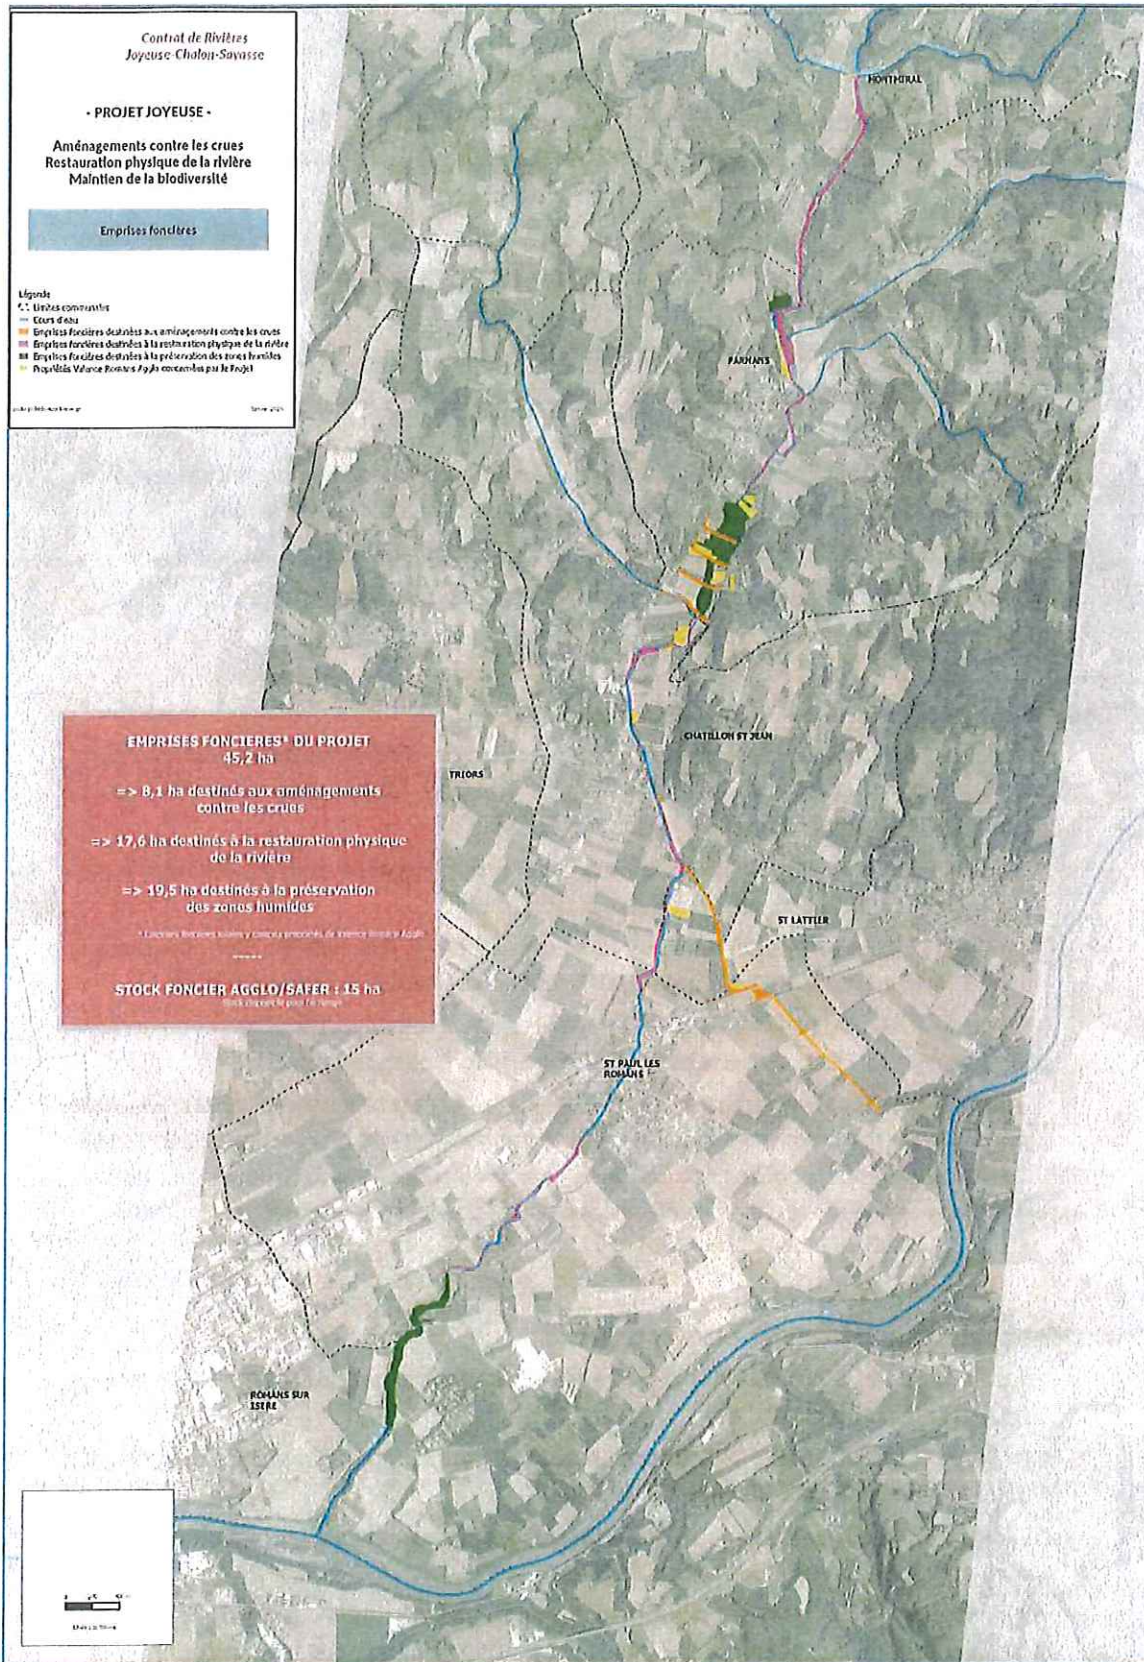 Contrat de Rivières
Joyeuse-Chalon-Savasse
- PROJET JOYEUSE -
Aménagements contre les crues
Restauration physique de la rivière
Maintien de la biodiversité
Emprises foncières
Légende
Limites communales
Cours d'eau
Emprises foncières destinées aux aménagements contre les crues
Emprises foncières destinées à la restauration physique de la rivière
Emprises foncières destinées à la préservation des zones humides
Propriétés Valence Romans Agglo concernées par le Projet
MONTMIRAL
PARNANS
CHATILLON ST JEAN
TRIORS
ST LATTIER
ST PAUL LES
ROMANS
ROMANS SUR
ISERE
EMPRISES FONCIERES* DU PROJET
45,2 ha
=> 8,1 ha destinés aux aménagements
contre les crues
=> 17,6 ha destinés à la restauration physique
de la rivière
=> 19,5 ha destinés à la préservation
des zones humides
-----
STOCK FONCIER AGGLO/SAFER : 15 ha